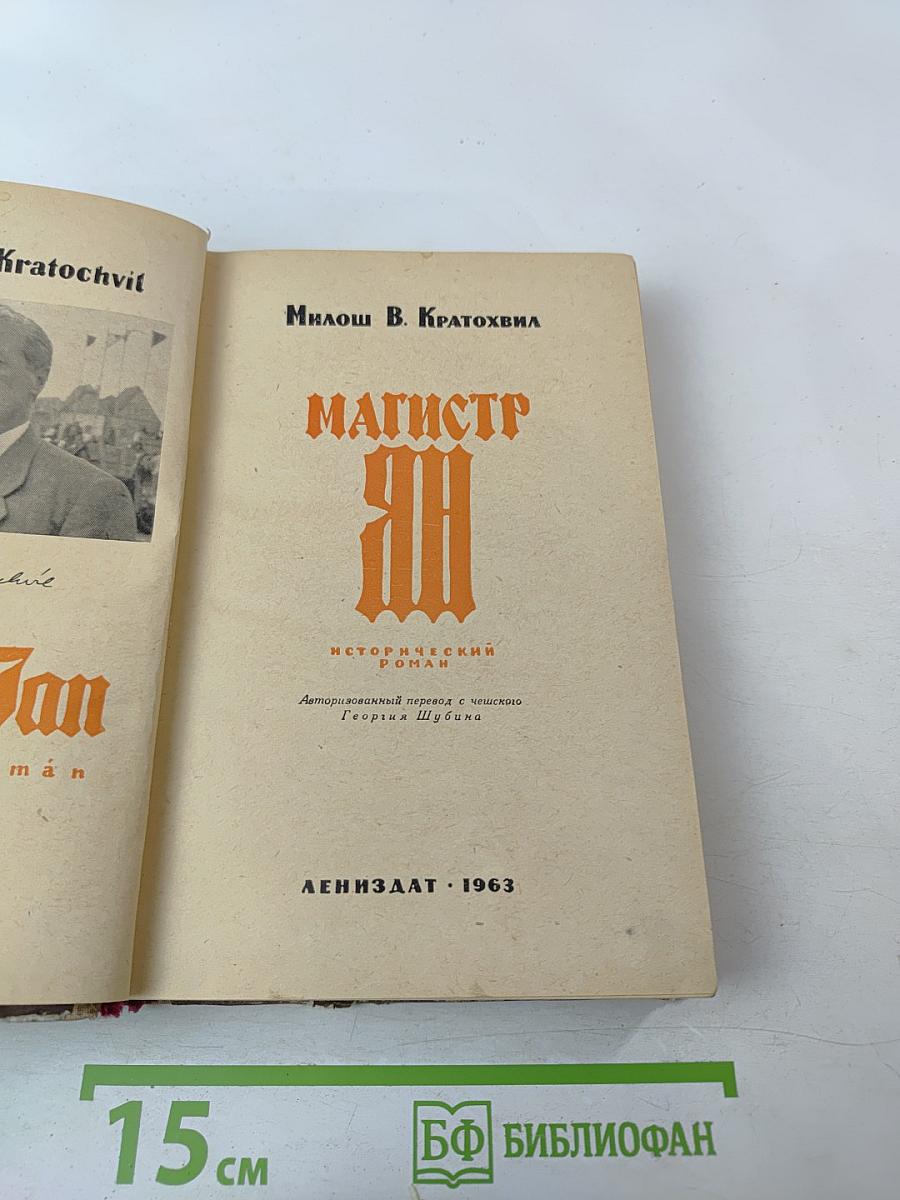 Kratochvil
Jan
mán
Милош В. Кратохвил
МАГИСТР
ЯН
ИСТОРИЧЕСКИЙ
РОМАН
Авторизованный перевод с чешского
Георгия Шубина
ЛЕНИЗДАТ · 1963
15 см
БФ БИБЛИОФАН